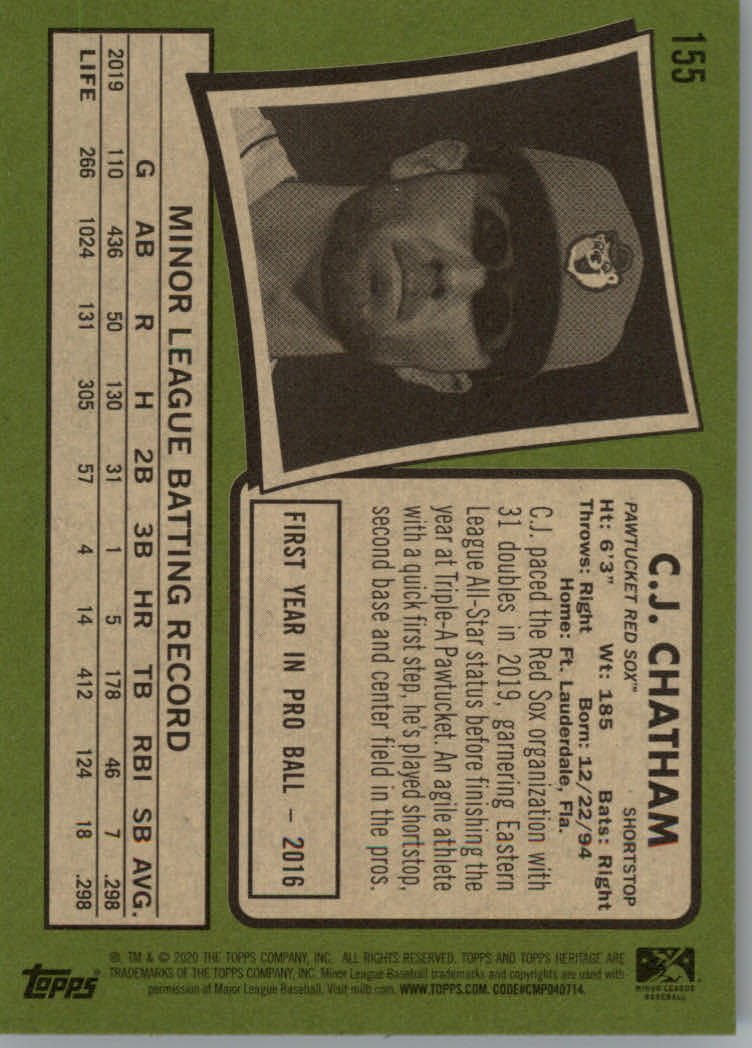 155
C.J. CHATHAM
PAWTUCKET RED SOX™ SHORTSTOP
Ht: 6'3" Wt: 185 Bats: Right
Throws: Right Born: 12/22/94
Home: Ft. Lauderdale, Fla.
C.J. paced the Red Sox organization with
31 doubles in 2019, garnering Eastern
League All-Star status before finishing the
year at Triple-A Pawtucket. An agile athlete
with a quick first step, he's played shortstop,
second base and center field in the pros.
FIRST YEAR IN PRO BALL – 2016
MINOR LEAGUE BATTING RECORD
G AB R H 2B 3B HR TB RBI SB AVG.
2019 110 436 50 130 31 1 5 178 46 7 .298
LIFE 266 1024 131 305 57 4 14 412 124 18 .298
MINOR LEAGUE
BASEBALL
®, TM & © 2020 THE TOPPS COMPANY, INC. ALL RIGHTS RESERVED. TOPPS AND TOPPS HERITAGE ARE
TRADEMARKS OF THE TOPPS COMPANY, INC. Minor League Baseball trademarks and copyrights are used with
permission of Major League Baseball. Visit milb.com. WWW.TOPPS.COM. CODE#CMP040714.
topps®